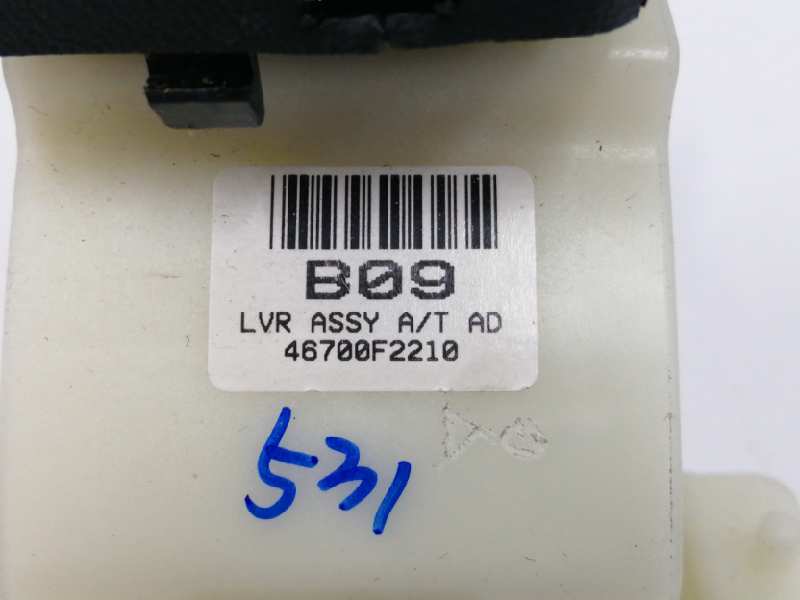 B09
LVR ASSY A/T AD
46700F2210
531